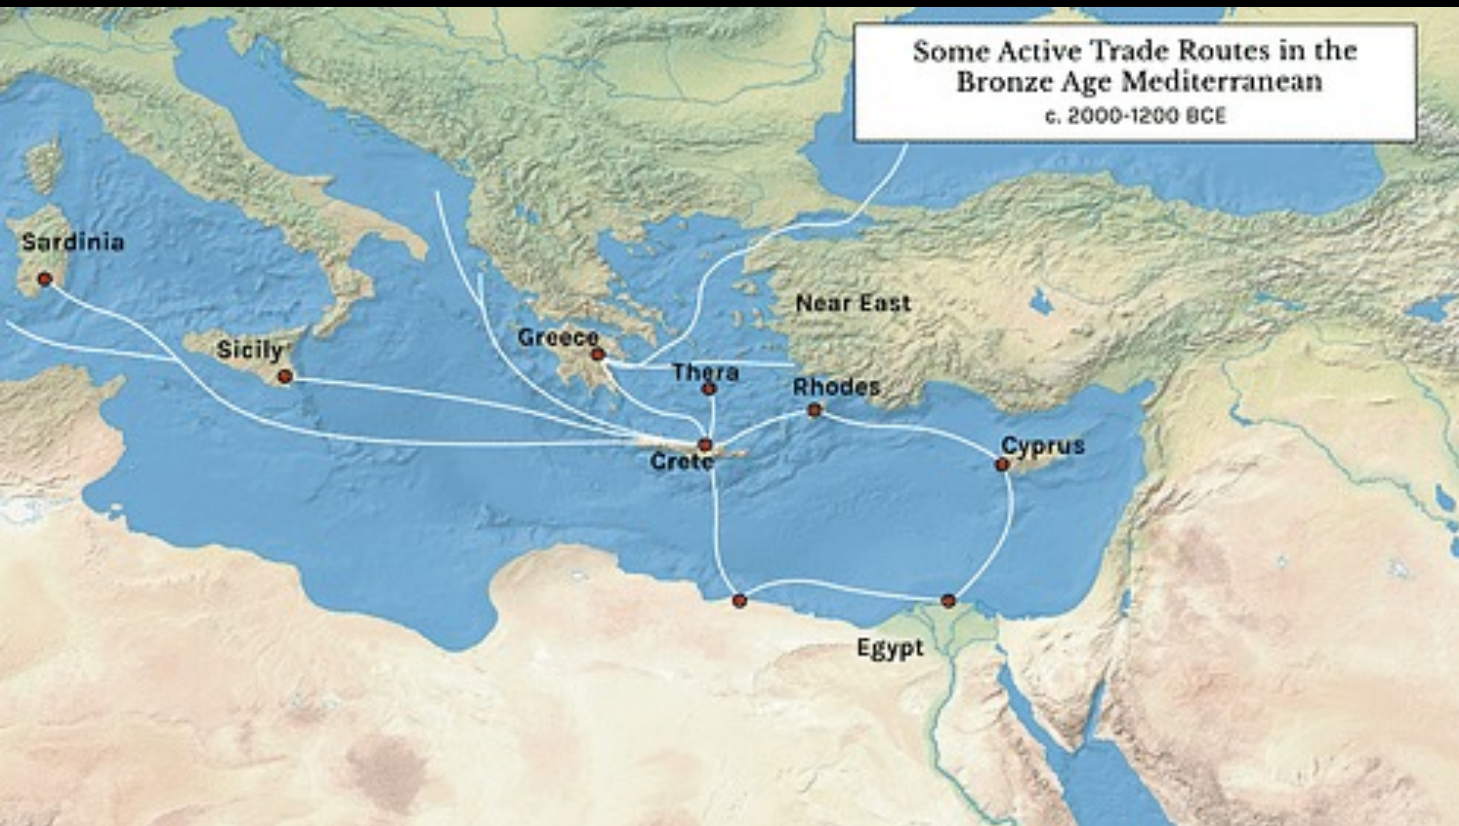 Some Active Trade Routes in the
Bronze Age Mediterranean
c. 2000-1200 BCE
Sardinia
Near East
Greece
Sicily
Thera
Rhodes
Crete
Cyprus
Egypt